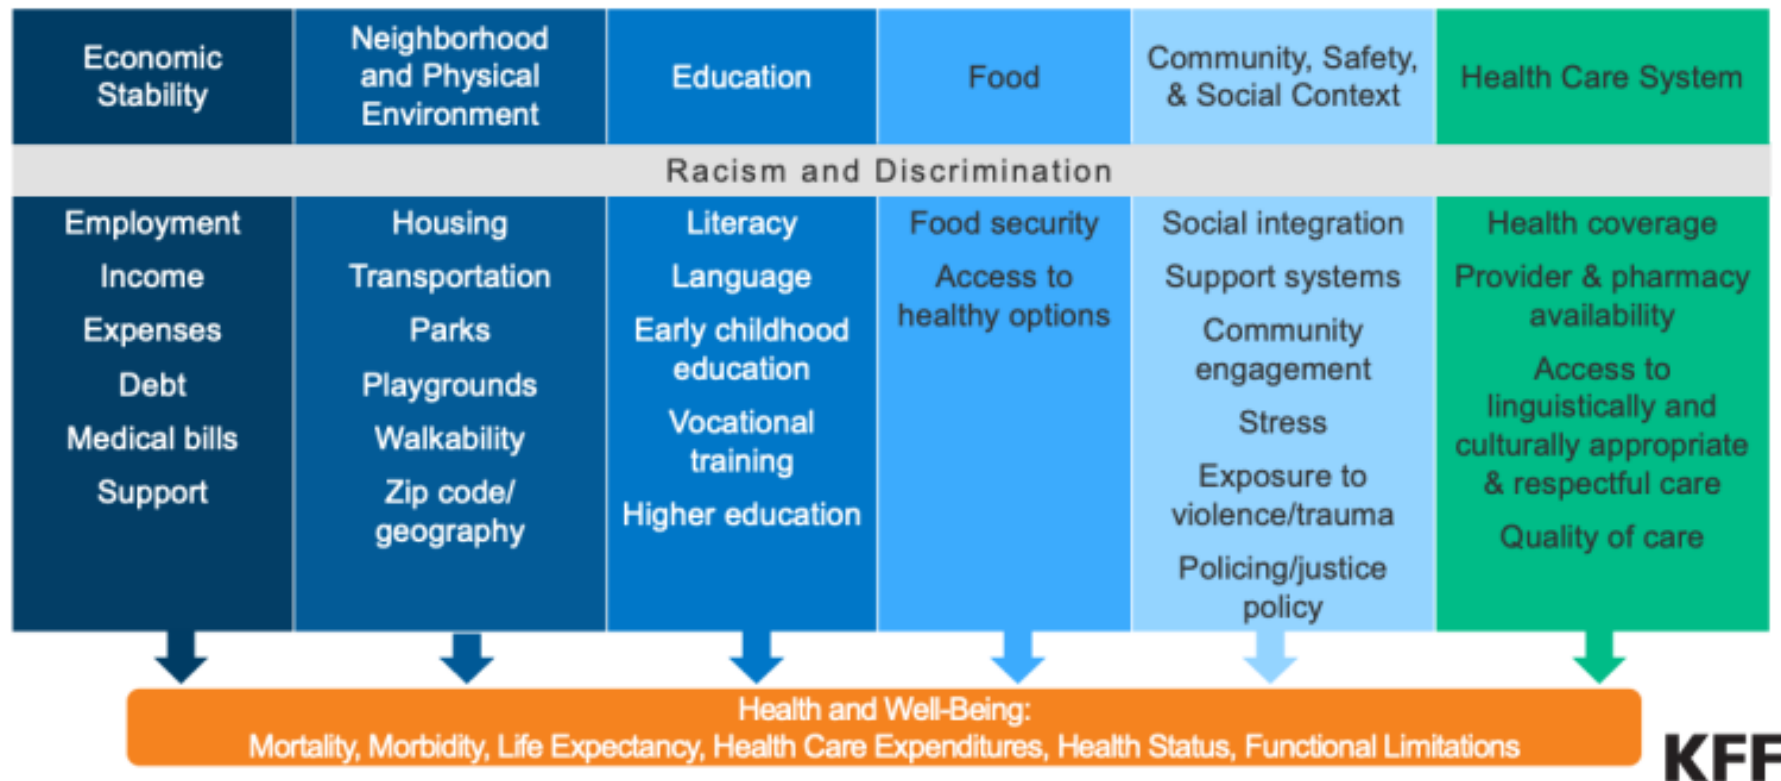 Economic
Stability
Neighborhood
and Physical
Environment
Education
Food
Community, Safety,
& Social Context
Health Care System
Racism and Discrimination
Employment
Income
Expenses
Debt
Medical bills
Support
Housing
Transportation
Parks
Playgrounds
Walkability
Zip code/
geography
Literacy
Language
Early childhood
education
Vocational
training
Higher education
Food security
Access to
healthy options
Social integration
Support systems
Community
engagement
Stress
Exposure to
violence/trauma
Policing/justice
policy
Health coverage
Provider & pharmacy
availability
Access to
linguistically and
culturally appropriate
& respectful care
Quality of care
Health and Well-Being:
Mortality, Morbidity, Life Expectancy, Health Care Expenditures, Health Status, Functional Limitations
KFF